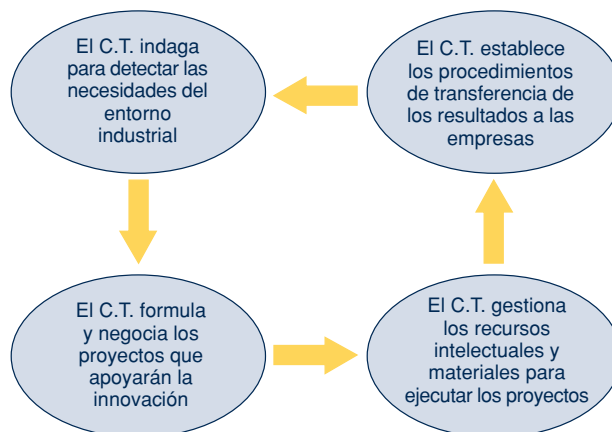 El C.T. indaga
para detectar las
necesidades del
entorno
industrial
El C.T. establece
los procedimientos
de transferencia de
los resultados a las
empresas
El C.T. formula
y negocia los
proyectos que
apoyarán la
innovación
El C.T. gestiona
los recursos
intelectuales y
materiales para
ejecutar los proyectos